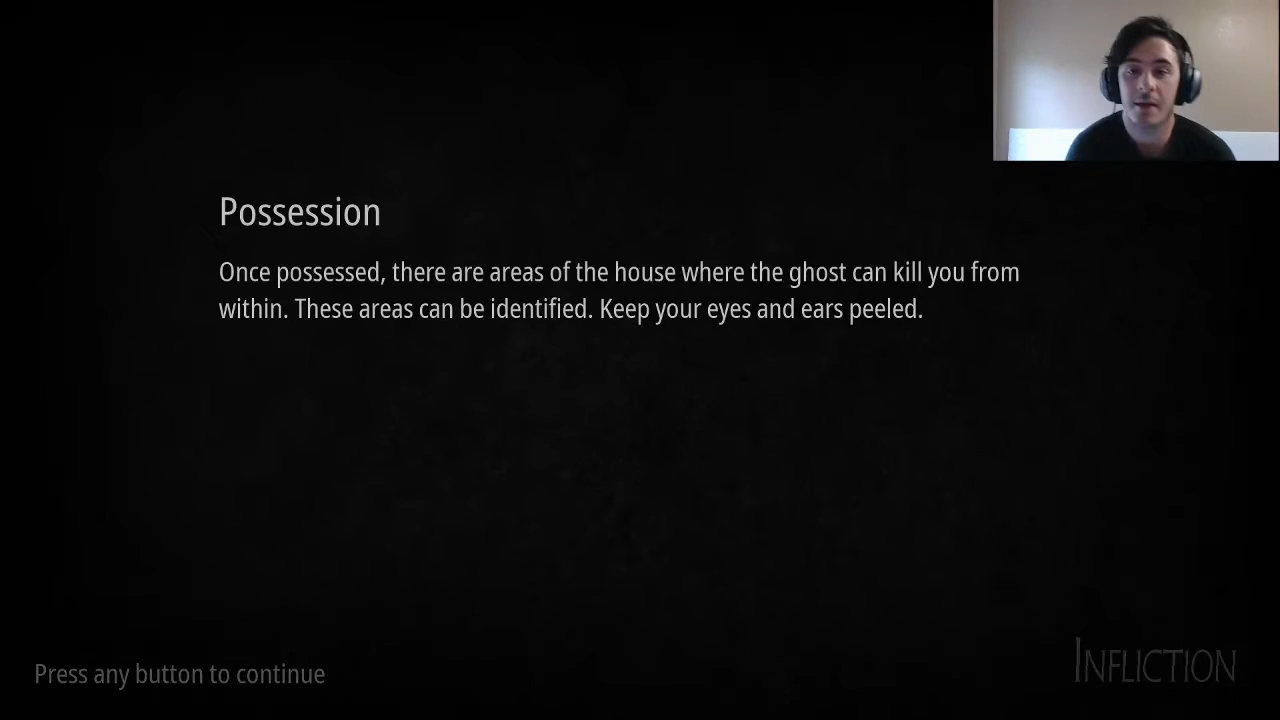 Possession
Once possessed, there are areas of the house where the ghost can kill you from
within. These areas can be identified. Keep your eyes and ears peeled.
Press any button to continue
INFLICTION